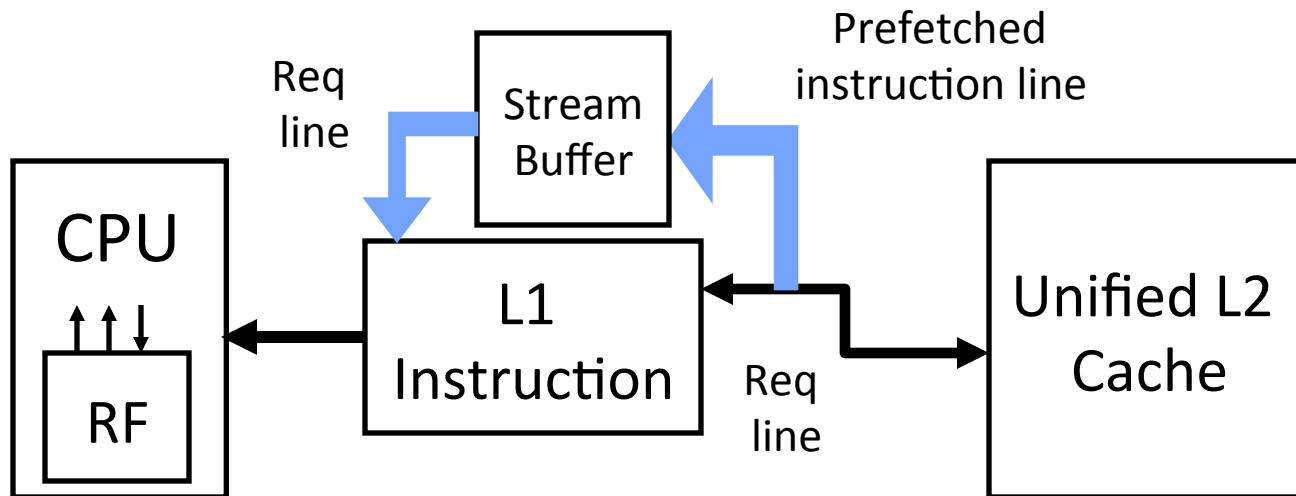 Prefetched
instruction line
Req
line
Stream
Buffer
CPU
RF
L1
Instruction
Req
line
Unified L2
Cache